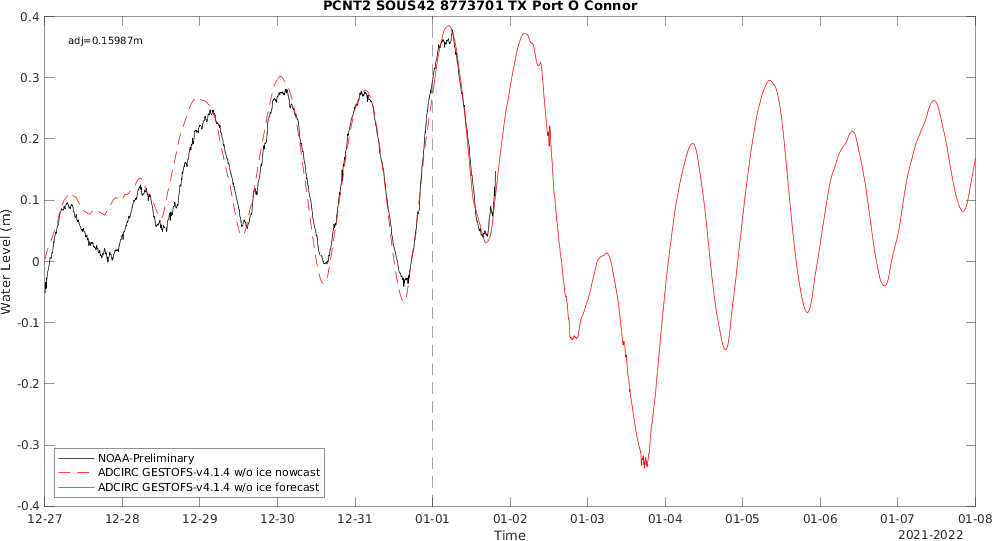 PCNT2 SOUS42 8773701 TX Port O Connor
adj=0.15987m
0.4
0.3
0.2
0.1
0
-0.1
-0.2
-0.3
-0.4
Water Level (m)
NOAA-Preliminary
ADCIRC GESTOFS-v4.1.4 w/o ice nowcast
ADCIRC GESTOFS-v4.1.4 w/o ice forecast
12-27 12-28 12-29 12-30 12-31 01-01 01-02 01-03 01-04 01-05 01-06 01-07 01-08
Time
2021-2022